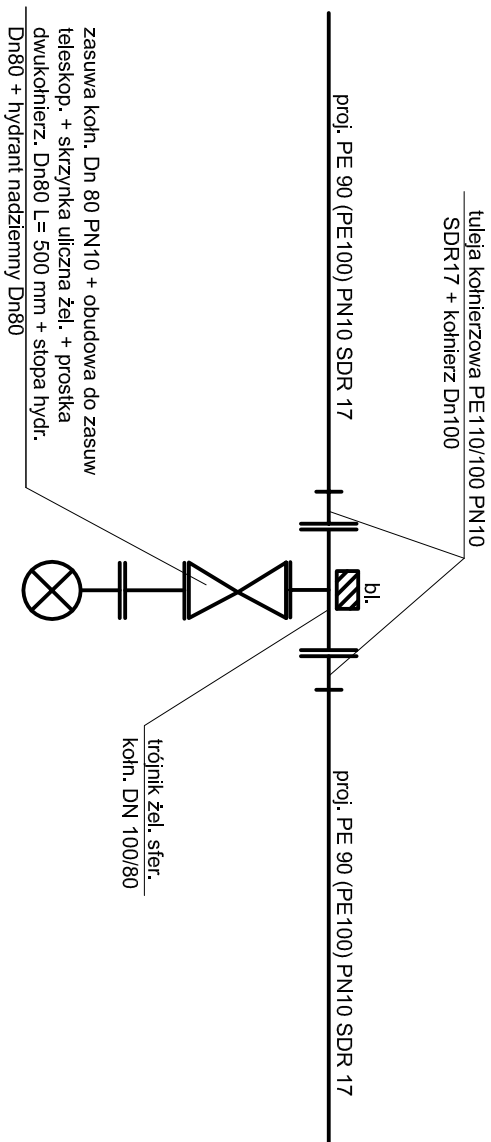 tuleja kołnierzowa PE110/100 PN10
SDR17 + kołnierz Dn100
proj. PE 90 (PE100) PN10 SDR 17
bl.
proj. PE 90 (PE100) PN10 SDR 17
trójnik żel. sfer.
kołn. DN 100/80
zasuwa kołn. Dn 80 PN10 + obudowa do zasuw
teleskop. + skrzynka uliczna żel. + prostka
dwukołnierz. Dn80 L= 500 mm + stopa hydr.
Dn80 + hydrant nadziemny Dn80